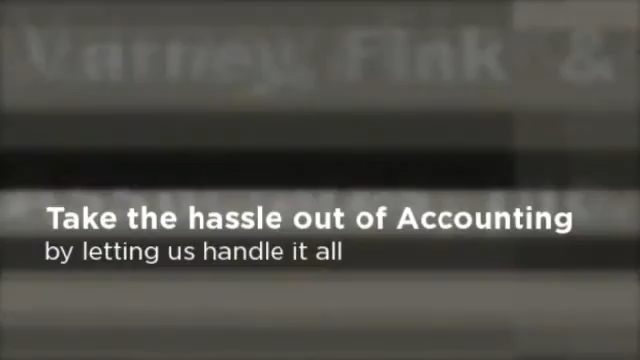 Varney, Fink &
Take the hassle out of Accounting
by letting us handle it all